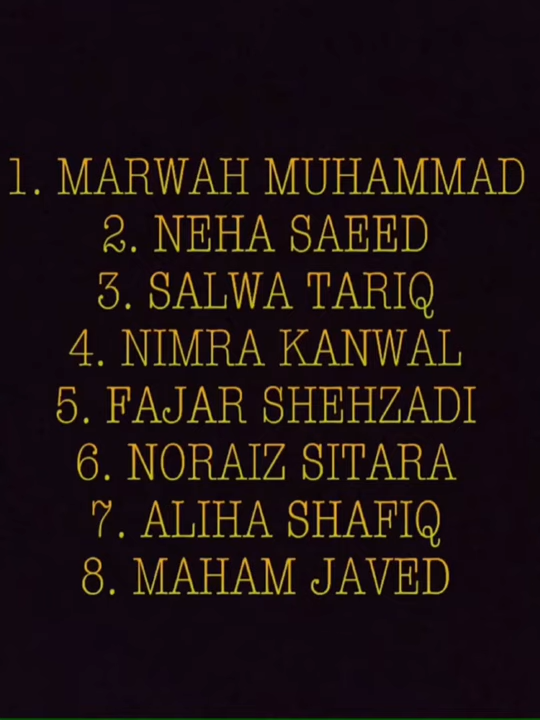 1. MARWAH MUHAMMAD
2. NEHA SAEED
3. SALWA TARIQ
4. NIMRA KANWAL
5. FAJAR SHEHZADI
6. NORAIZ SITARA
7. ALIHA SHAFIQ
8. MAHAM JAVED